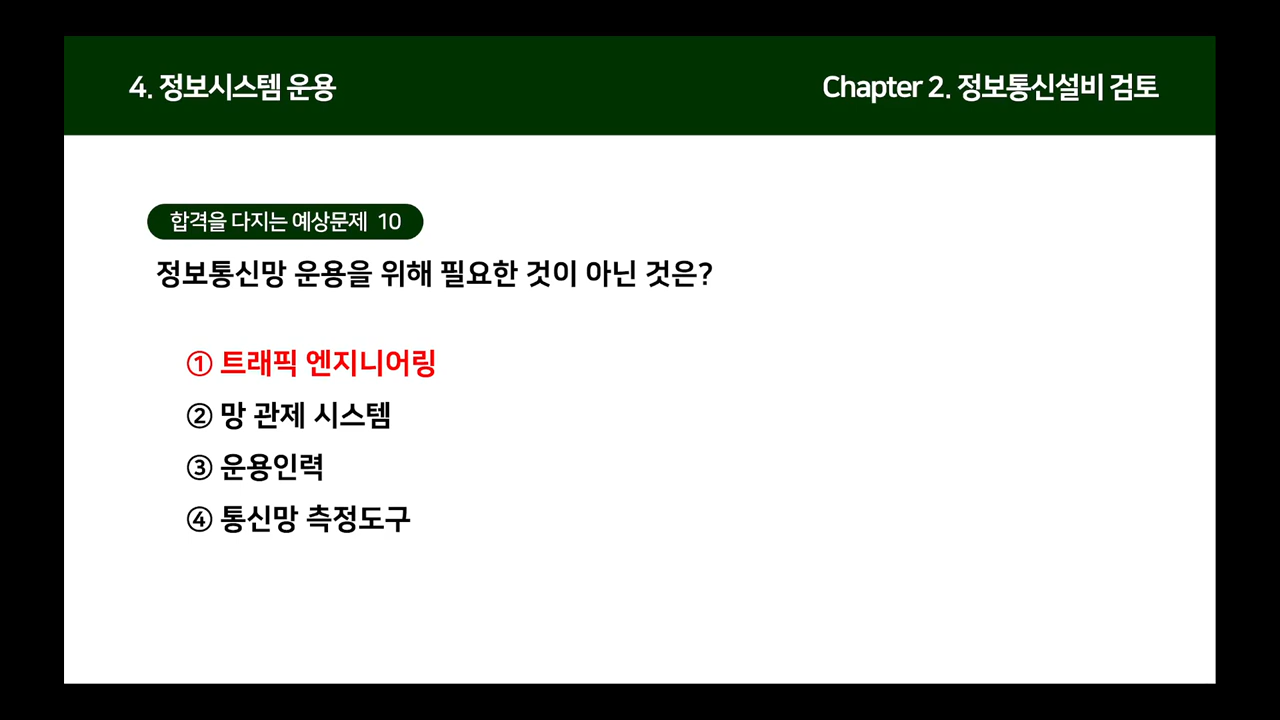 4. 정보시스템 운용
Chapter 2. 정보통신설비 검토
합격을 다지는 예상문제 10
정보통신망 운용을 위해 필요한 것이 아닌 것은?
① 트래픽 엔지니어링
② 망 관제 시스템
③ 운용인력
④ 통신망 측정도구